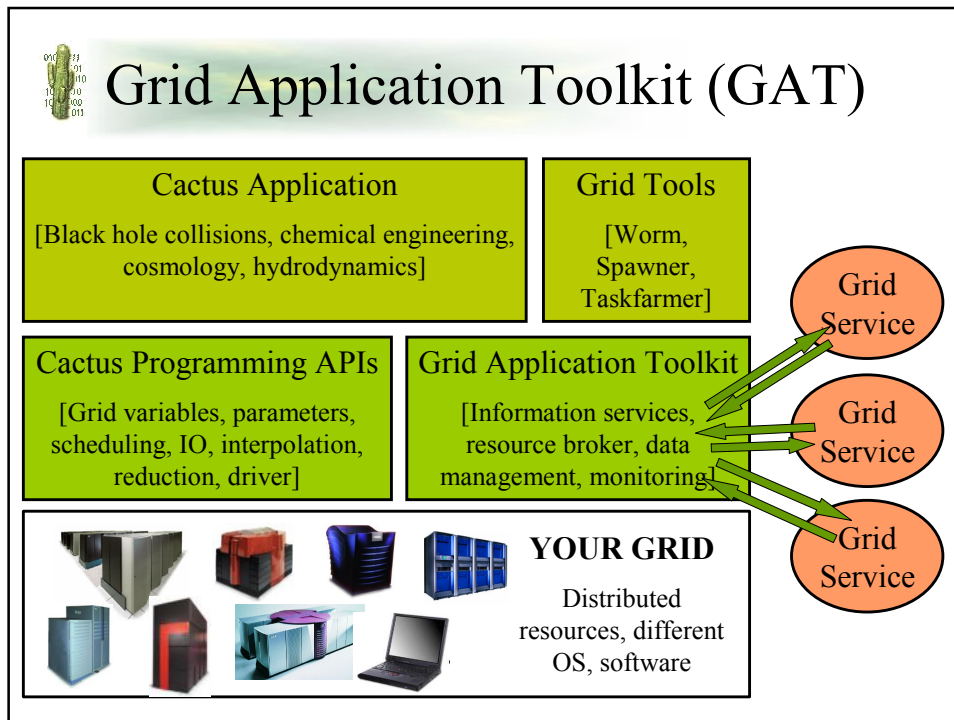 Grid Application Toolkit (GAT)
Cactus Application
[Black hole collisions, chemical engineering,
cosmology, hydrodynamics]
Grid Tools
[Worm,
Spawner,
Taskfarmer]
Cactus Programming APIs
[Grid variables, parameters,
scheduling, IO, interpolation,
reduction, driver]
Grid Application Toolkit
[Information services,
resource broker, data
management, monitoring]
Grid
Service
Grid
Service
Grid
Service
YOUR GRID
Distributed
resources, different
OS, software